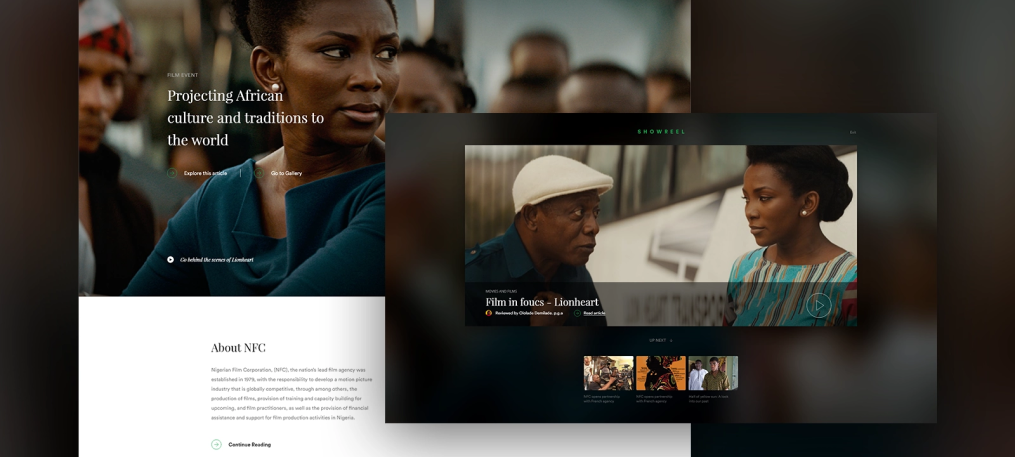 FILM EVENT
Projecting African
culture and traditions to
the world
Explore this article
Go to Gallery
Go behind the scenes of Lionheart
About NFC
Nigerian Film Corporation, (NFC), the nation's lead film agency was
established in 1979, with the responsibility to develop a motion picture
industry that is globally competitive, through among others, the
production of films, provision of training and capacity building for
upcoming, and film practitioners, as well as the provision of financial
assistance and support for film production activities in Nigeria.
Continue Reading
SHOWREEL
MOVIES AND FILMS
Film in foucs - Lionheart
Reviewed by Ololade Demilade. p.g.a
Read article
UP NEXT
NFC opens partnership
with French agency
NFC opens partnership
with French agency